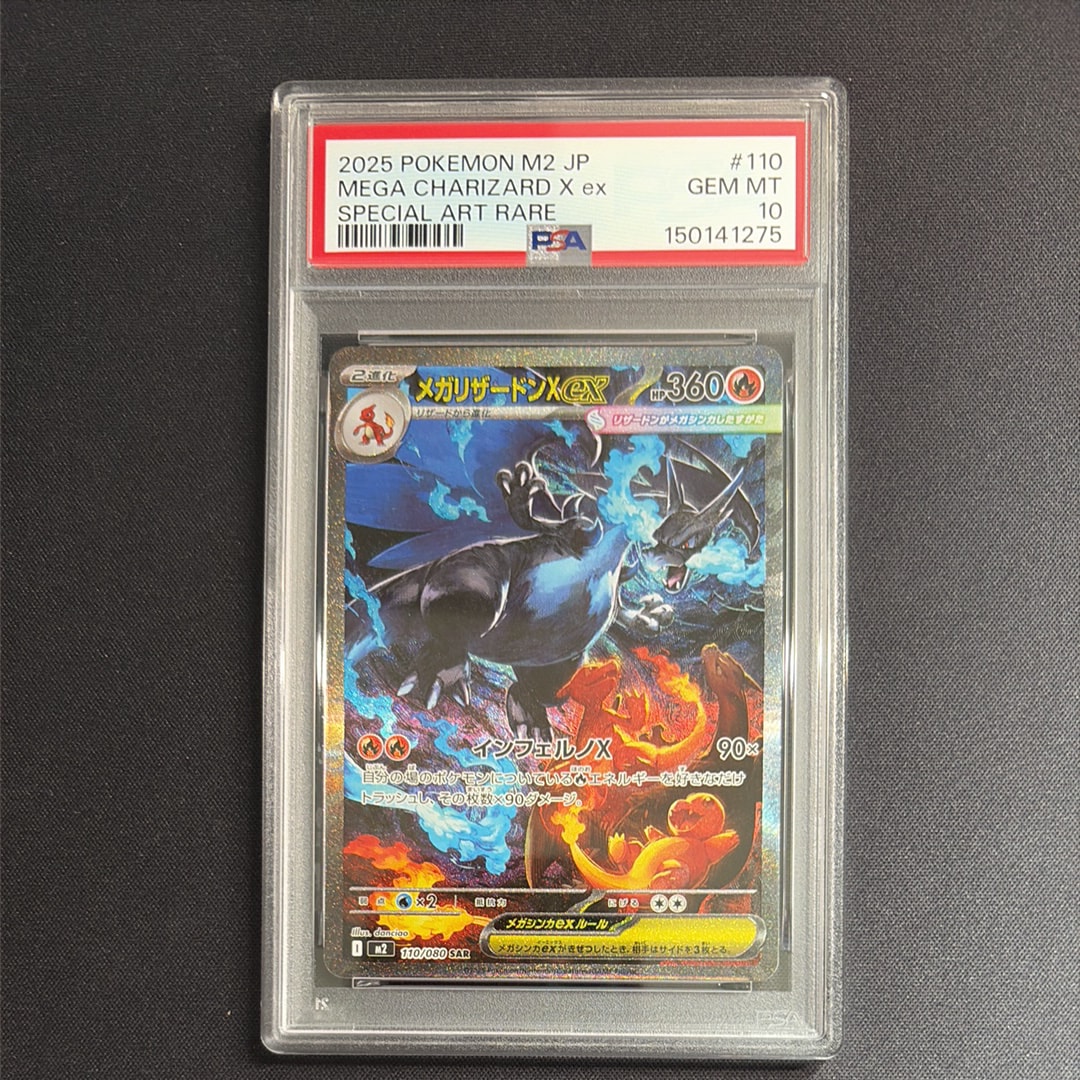 2025 POKEMON M2 JP #110
MEGA CHARIZARD X ex GEM MT
SPECIAL ART RARE 10
PSA 150141275
2進化 メガリザードンXex HP360
リザードから進化 リザードンがメガシンカしたすがた
インフェルノX 90×
自分の場のポケモンについているエネルギーを好きなだけ
トラッシュし、その枚数×90ダメージ。
弱点 ×2 抵抗力 にげる
メガシンカexルール
メガシンカexがきぜつしたとき、相手はサイドを3枚とる。
illus. danciao
I m2 110/080 SAR
PSA